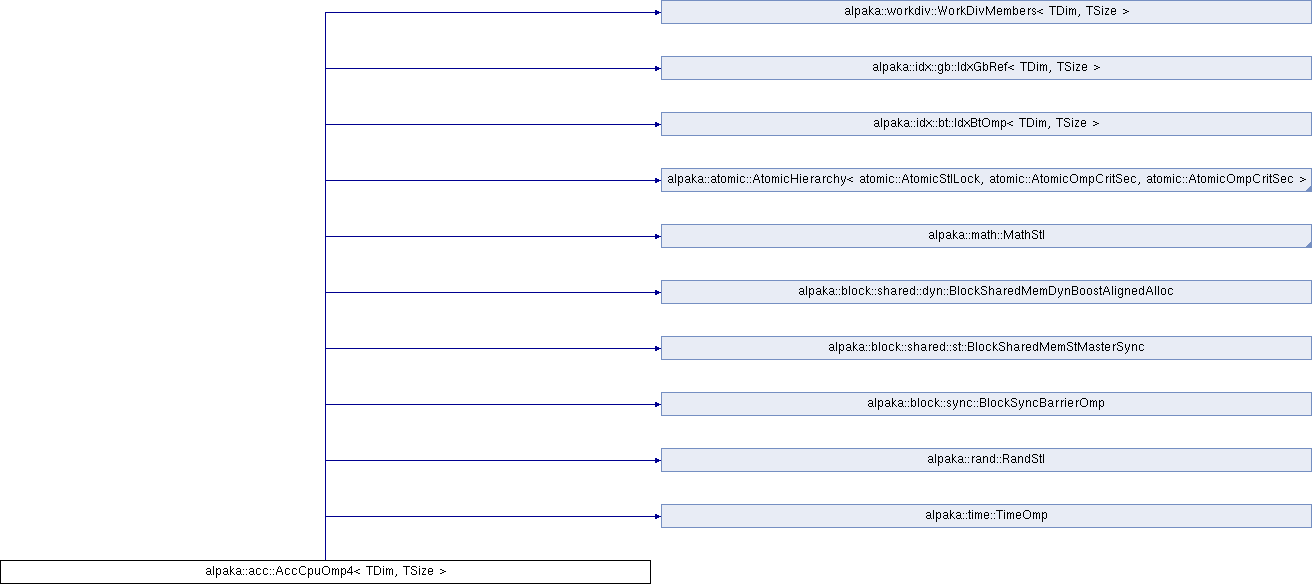 alpaka::workdiv::WorkDivMembers< TDim, TSize >
alpaka::idx::gb::IdxGbRef< TDim, TSize >
alpaka::idx::bt::IdxBtOmp< TDim, TSize >
alpaka::atomic::AtomicHierarchy< atomic::AtomicStlLock, atomic::AtomicOmpCritSec, atomic::AtomicOmpCritSec >
alpaka::math::MathStl
alpaka::block::shared::dyn::BlockSharedMemDynBoostAlignedAlloc
alpaka::block::shared::st::BlockSharedMemStMasterSync
alpaka::block::sync::BlockSyncBarrierOmp
alpaka::rand::RandStl
alpaka::time::TimeOmp
alpaka::acc::AccCpuOmp4< TDim, TSize >